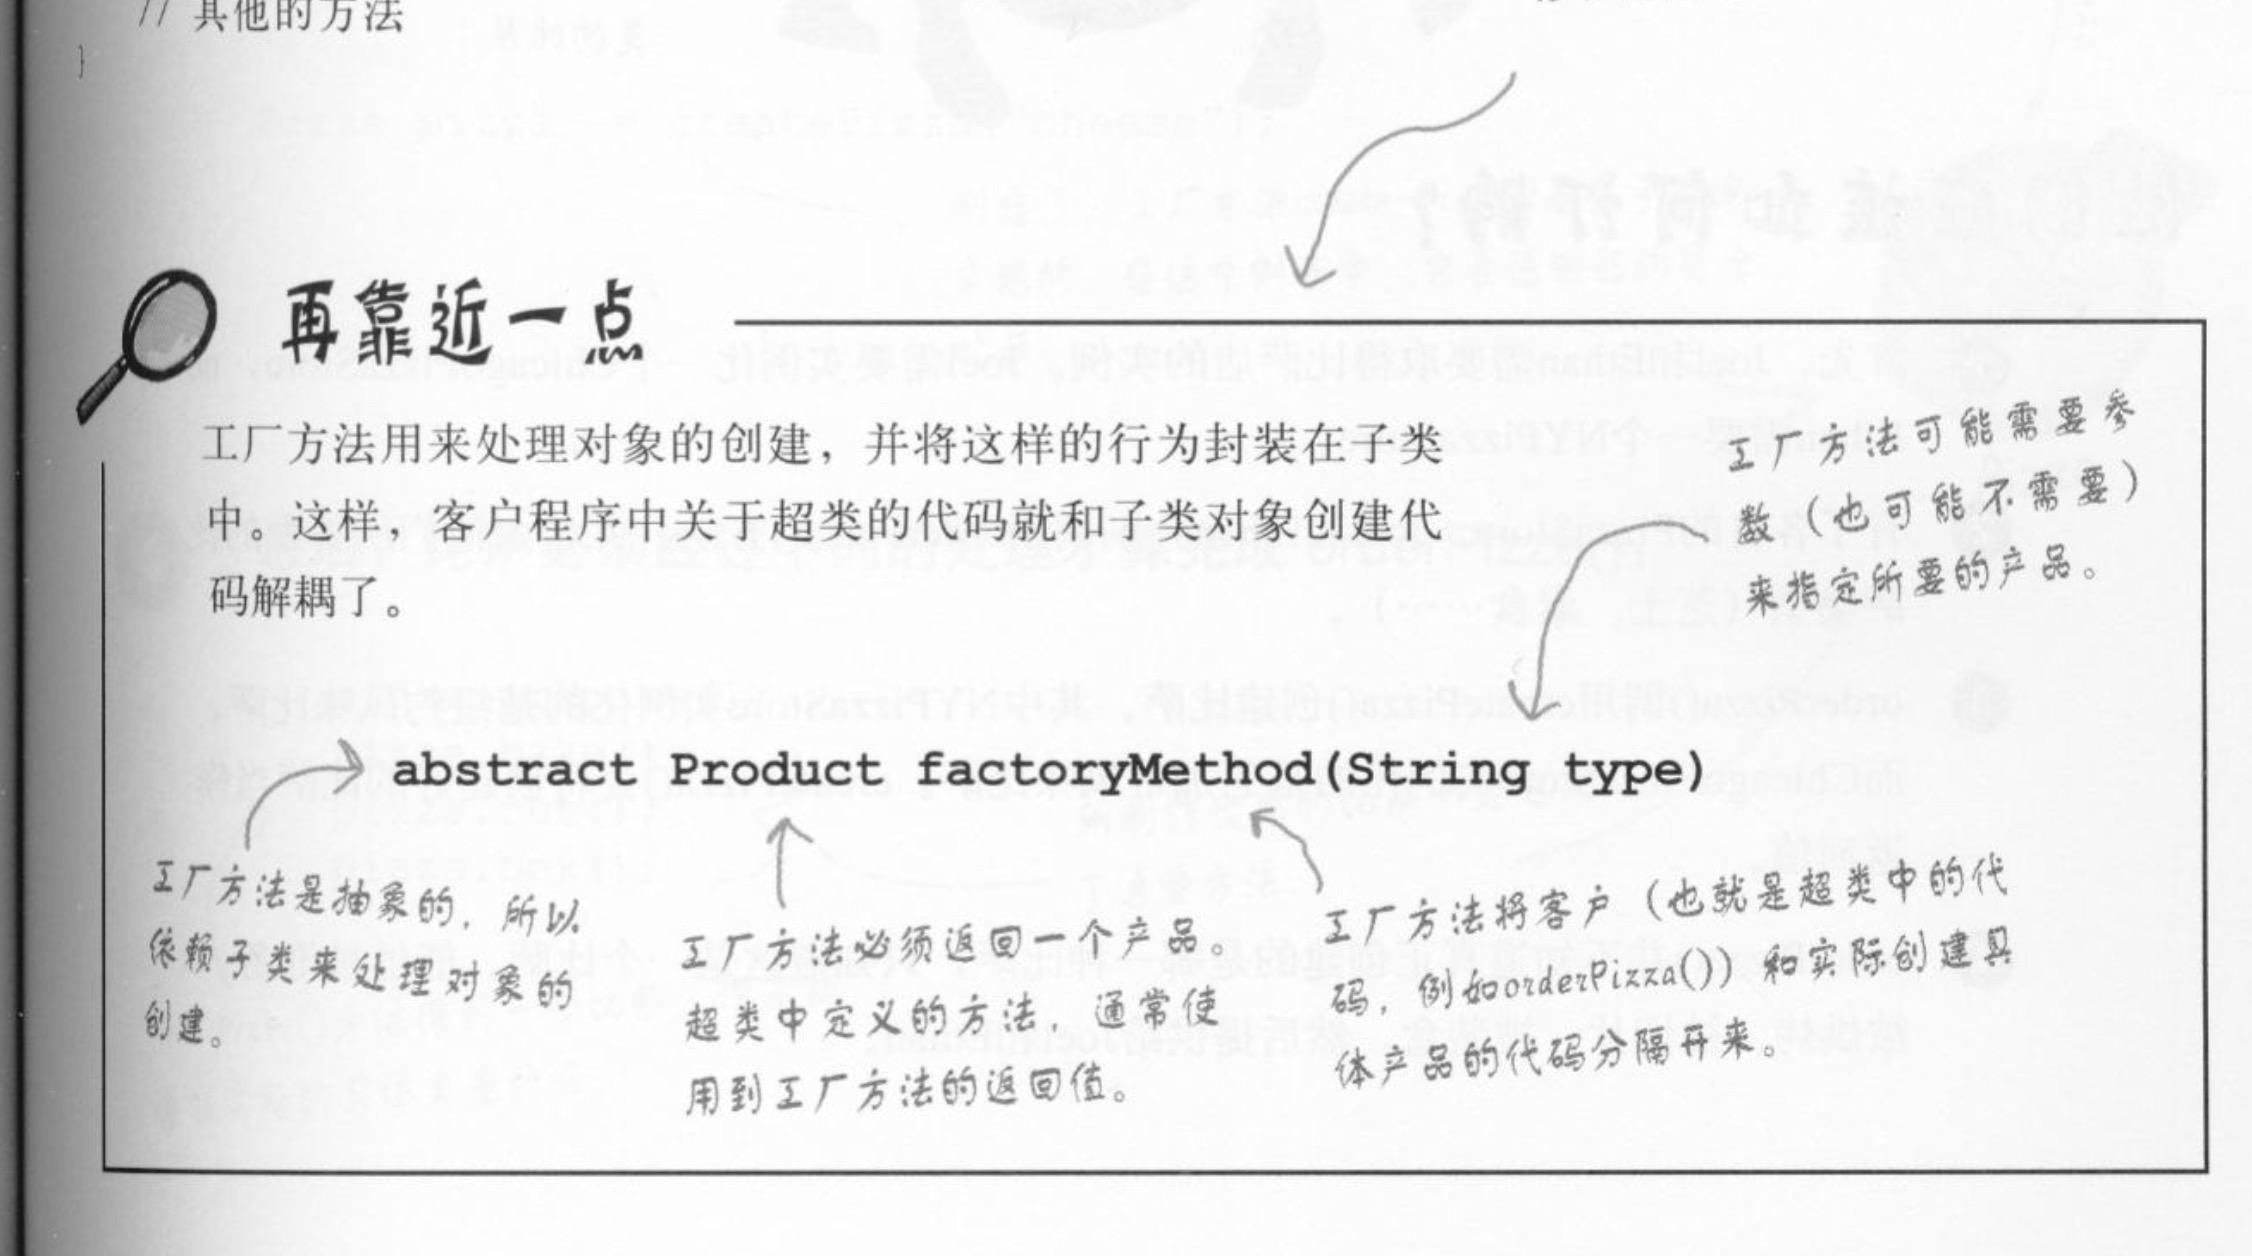 // 其他的方法
}
再靠近一点
工厂方法用来处理对象的创建，并将这样的行为封装在子类
中。这样，客户程序中关于超类的代码就和子类对象创建代
码解耦了。
工厂方法可能需要参
数（也可能不需要）
来指定所要的产品。
abstract Product factoryMethod(String type)
工厂方法是抽象的，所以
依赖子类来处理对象的
创建。
工厂方法必须返回一个产品。
超类中定义的方法，通常使
用到工厂方法的返回值。
工厂方法将客户（也就是超类中的代
码，例如orderPizza()）和实际创建具
体产品的代码分隔开来。